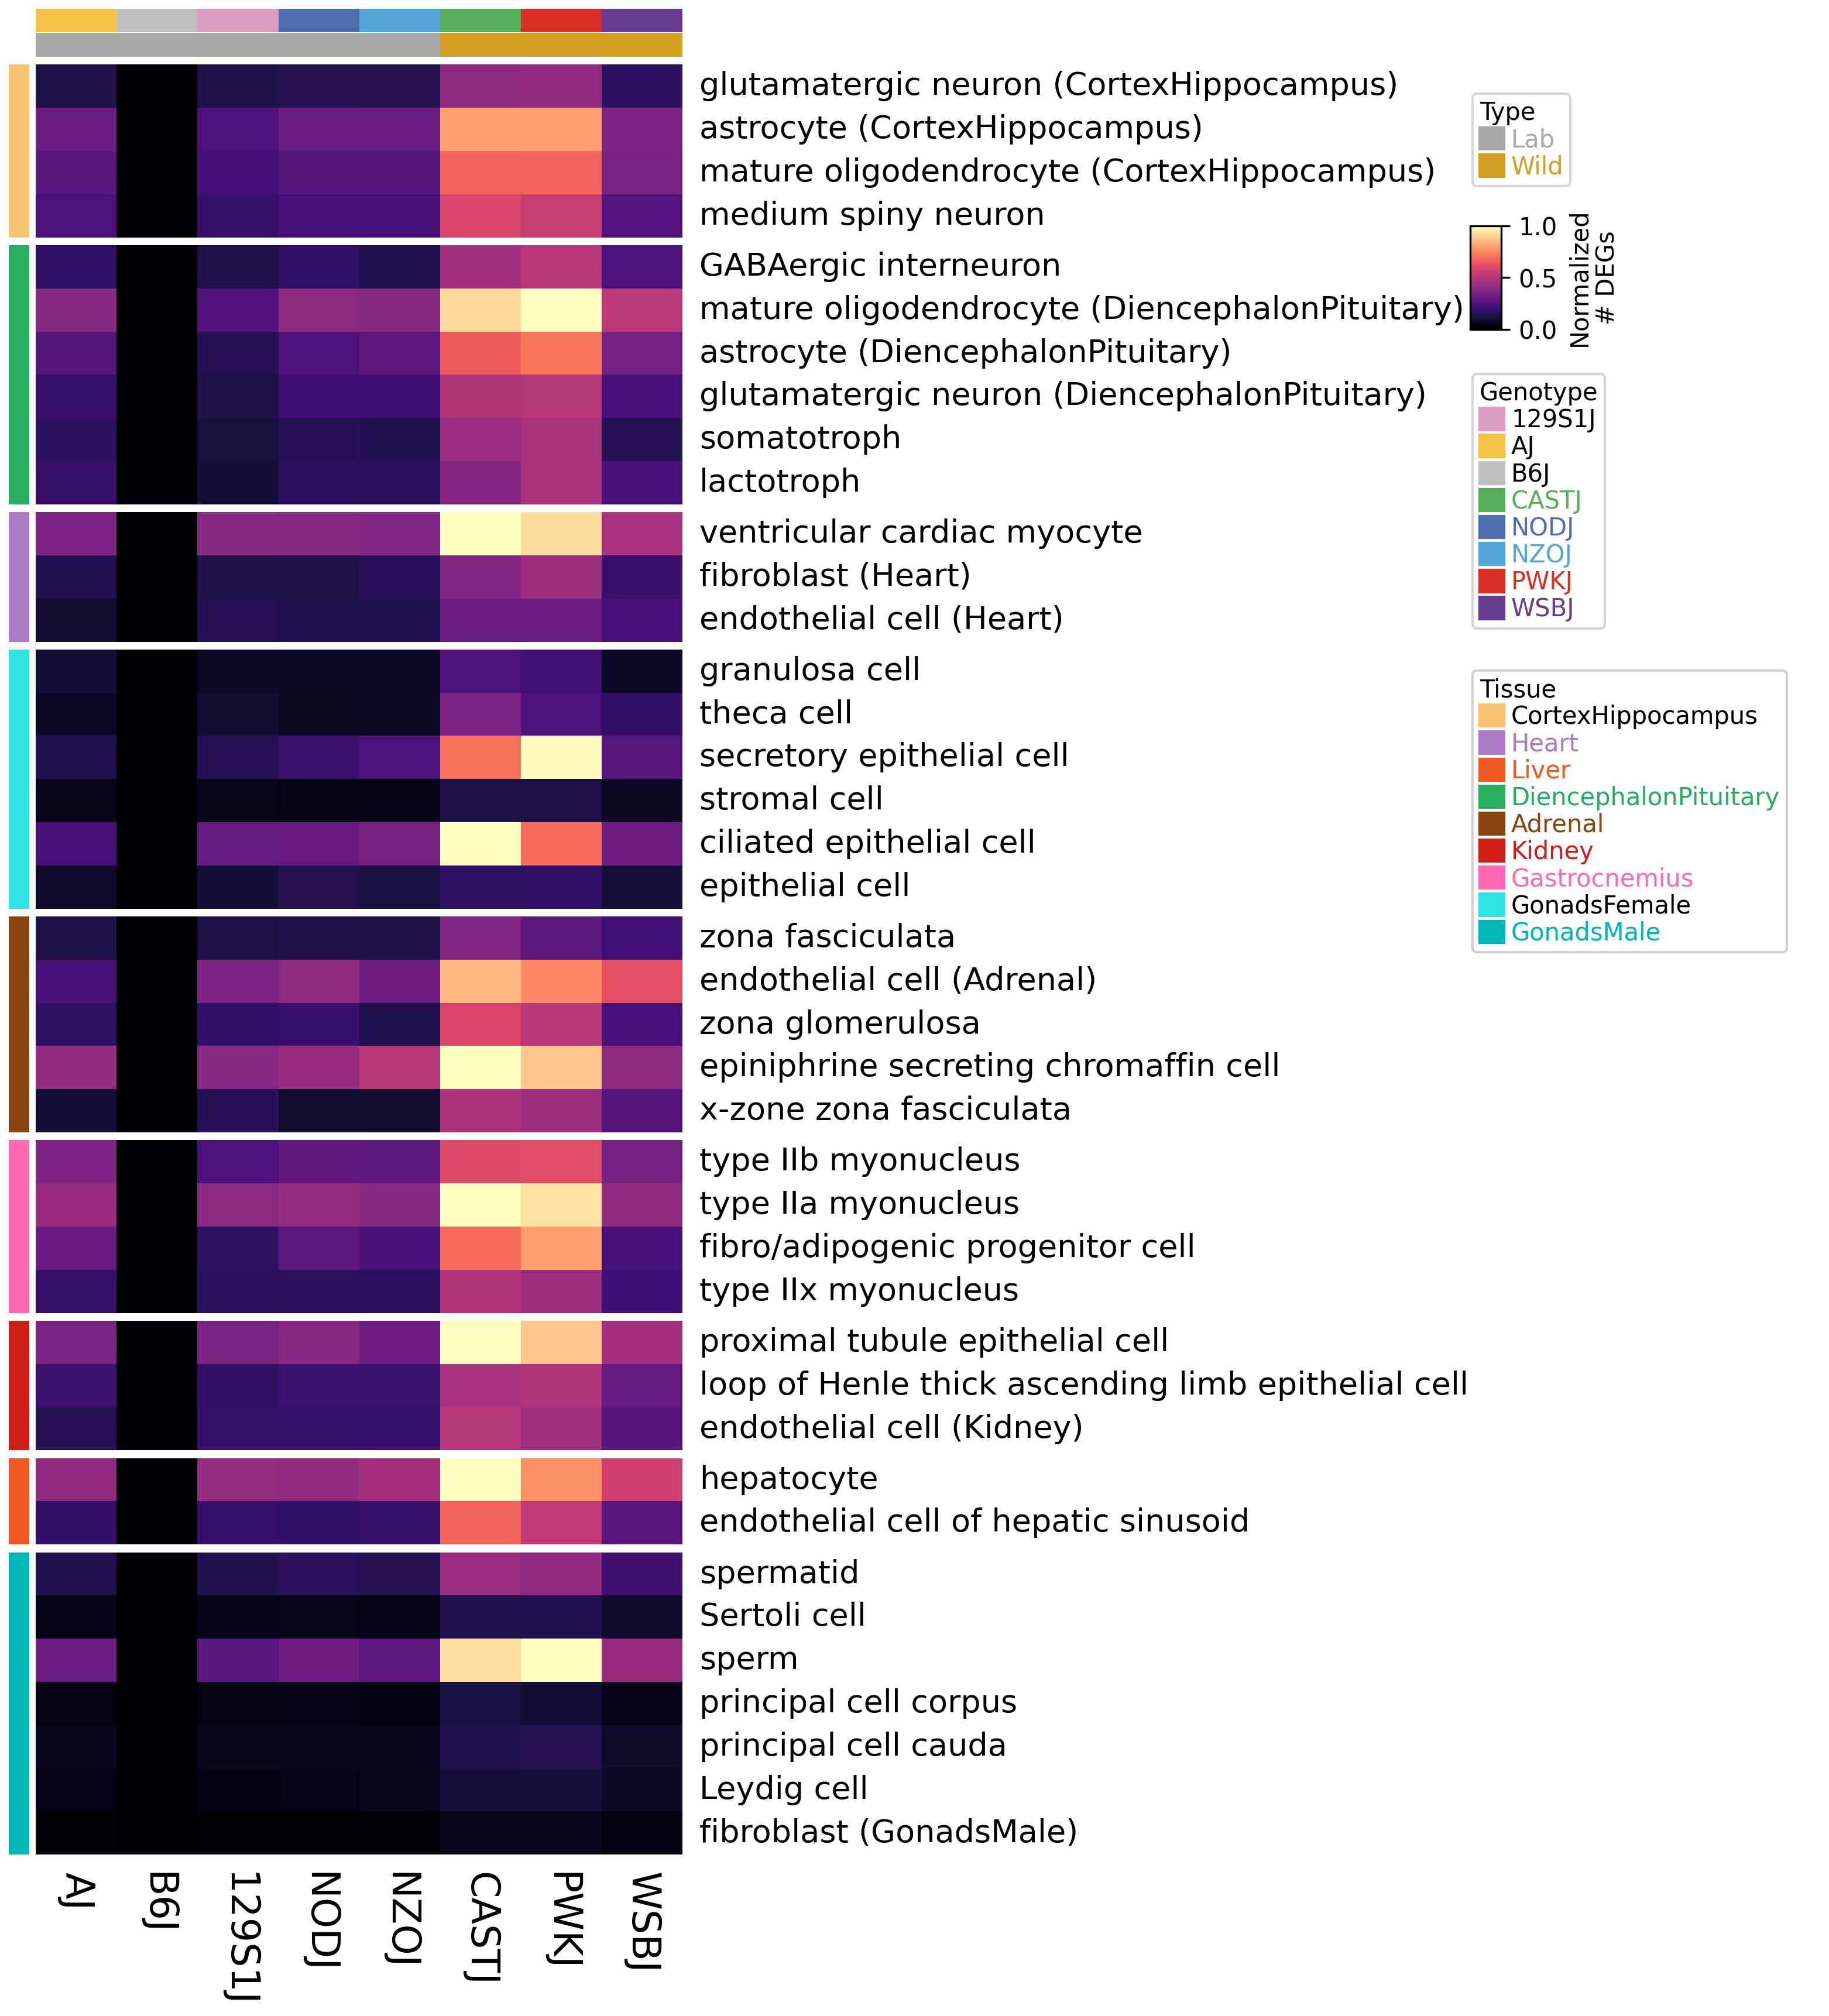 glutamatergic neuron (CortexHippocampus)
astrocyte (CortexHippocampus)
mature oligodendrocyte (CortexHippocampus)
medium spiny neuron
GABAergic interneuron
mature oligodendrocyte (DiencephalonPituitary)
astrocyte (DiencephalonPituitary)
glutamatergic neuron (DiencephalonPituitary)
somatotroph
lactotroph
ventricular cardiac myocyte
fibroblast (Heart)
endothelial cell (Heart)
granulosa cell
theca cell
secretory epithelial cell
stromal cell
ciliated epithelial cell
epithelial cell
zona fasciculata
endothelial cell (Adrenal)
zona glomerulosa
epiniphrine secreting chromaffin cell
x-zone zona fasciculata
type IIb myonucleus
type IIa myonucleus
fibro/adipogenic progenitor cell
type IIx myonucleus
proximal tubule epithelial cell
loop of Henle thick ascending limb epithelial cell
endothelial cell (Kidney)
hepatocyte
endothelial cell of hepatic sinusoid
spermatid
Sertoli cell
sperm
principal cell corpus
principal cell cauda
Leydig cell
fibroblast (GonadsMale)
AJ
B6J
129S1J
NODJ
NZOJ
CASTJ
PWKJ
WSBJ
Type
Lab
Wild
1.0
0.5
0.0
Normalized
# DEGs
Genotype
129S1J
AJ
B6J
CASTJ
NODJ
NZOJ
PWKJ
WSBJ
Tissue
CortexHippocampus
Heart
Liver
DiencephalonPituitary
Adrenal
Kidney
Gastrocnemius
GonadsFemale
GonadsMale